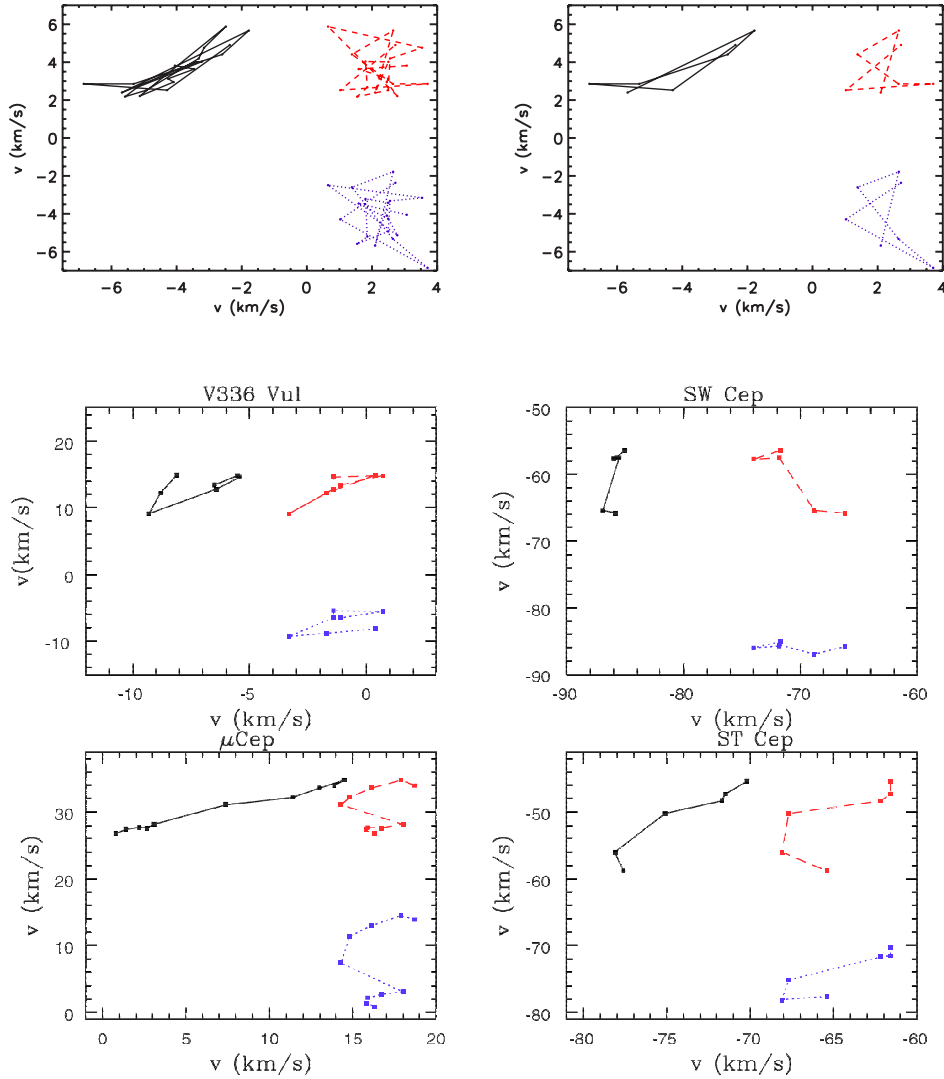 6
4
2
0
-2
-4
-6
v (km/s)
-6 -4 -2 0 2 4
v (km/s)
6
4
2
0
-2
-4
-6
v (km/s)
-6 -4 -2 0 2 4
v (km/s)
V336 Vul
20
10
0
-10
v(km/s)
-10 -5 0
v (km/s)
SW Cep
-50
-60
-70
-80
-90
v (km/s)
-90 -80 -70 -60
v (km/s)
μCep
30
20
10
0
v (km/s)
0 5 10 15 20
v (km/s)
ST Cep
-40
-50
-60
-70
-80
v (km/s)
-80 -75 -70 -65 -60
v (km/s)